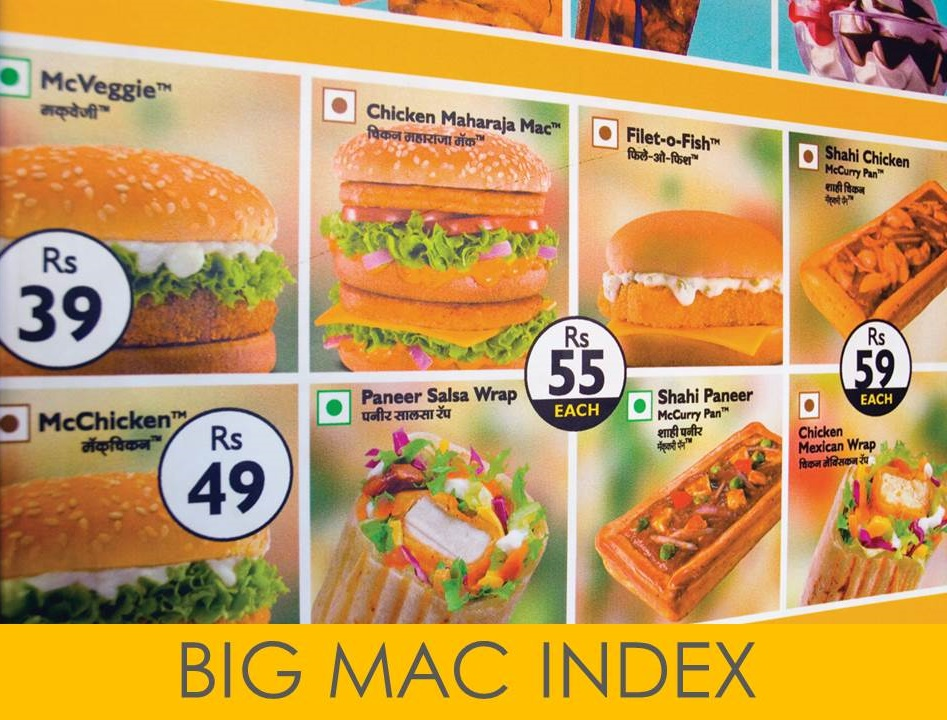 McVeggie™
मॅक्वेजी™
Rs
39
Chicken Maharaja Mac™
चिकन महाराजा मॅक™
Filet-o-Fish™
फिले-ओ-फिश™
Rs
55
EACH
Shahi Chicken
McCurry Pan™
शाही चिकन
मॅक्करी पॅन™
Rs
59
EACH
McChicken™
मॅक्चिकन™
Rs
49
Paneer Salsa Wrap
पनीर सालसा रॅप
Shahi Paneer
McCurry Pan™
शाही पनीर
मॅक्करी पॅन™
Chicken
Mexican Wrap
चिकन मेक्सिकन रॅप
BIG MAC INDEX